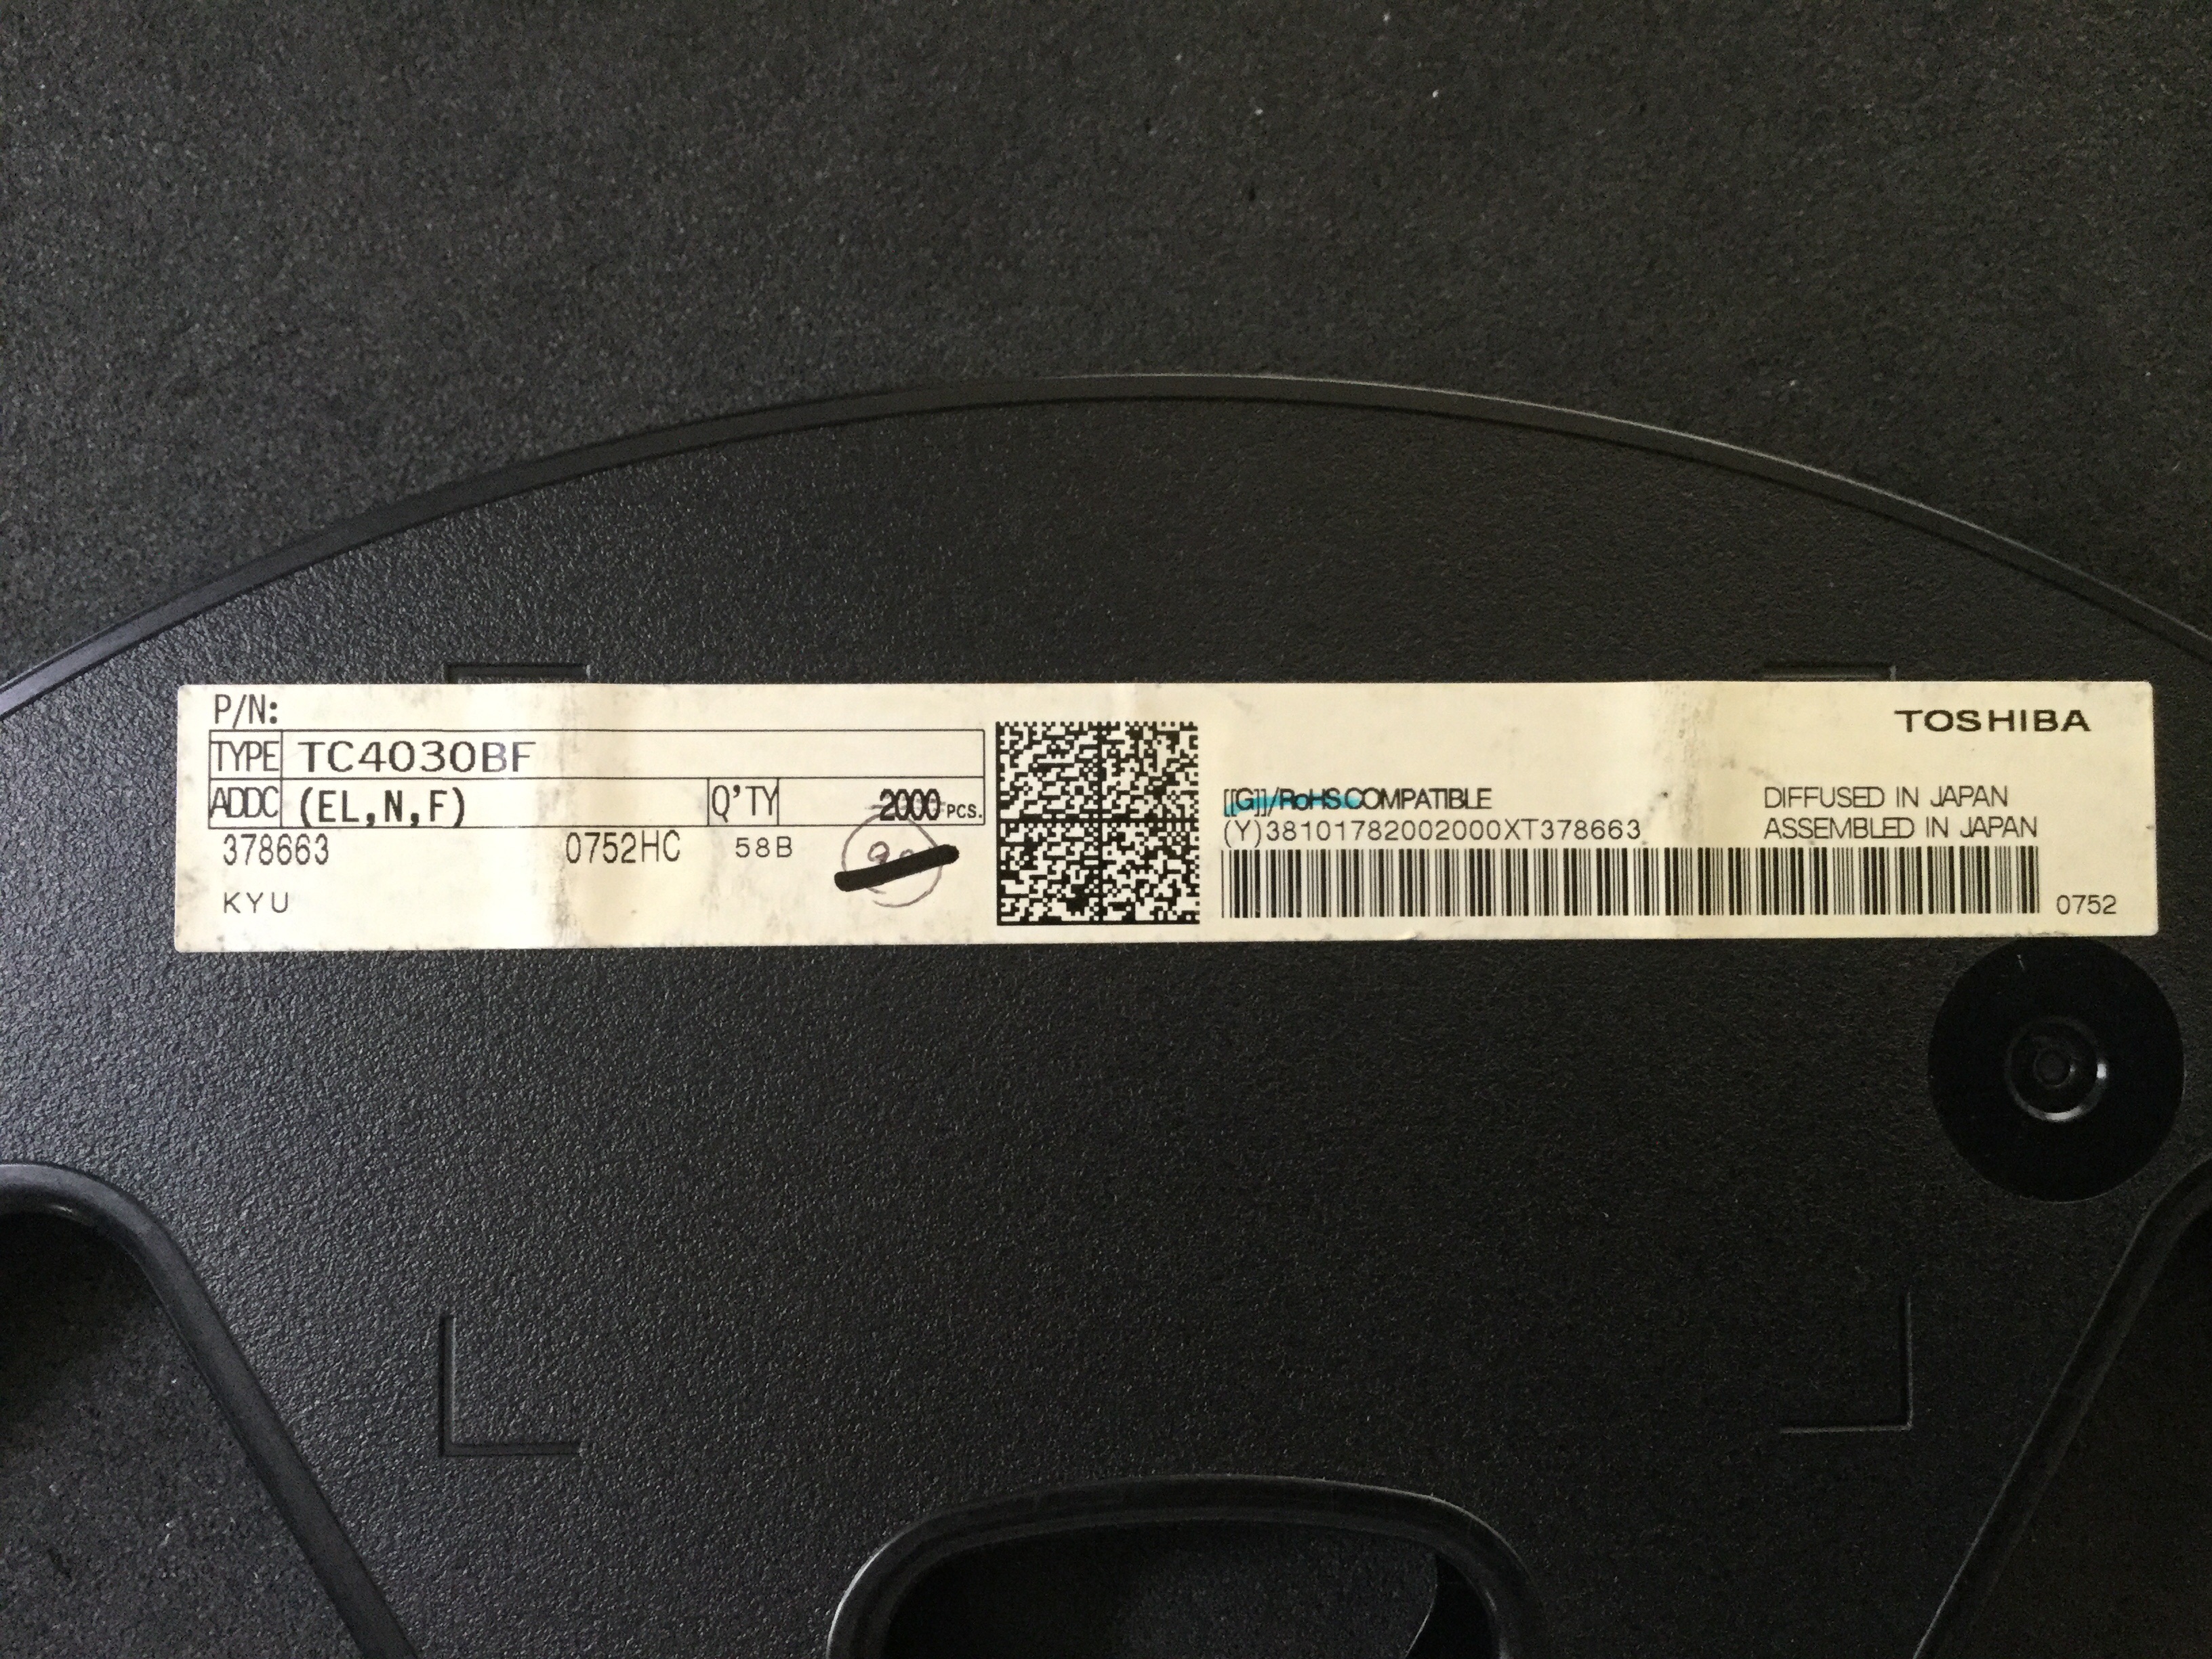 P/N:
TOSHIBA
TYPE TC4030BF
ADDC (EL,N,F) Q'TY 2000 PCS.
378663 0752HC 58B
KYU
[[G]]/RoHS COMPATIBLE
(Y)38101782002000XT378663
DIFFUSED IN JAPAN
ASSEMBLED IN JAPAN
0752